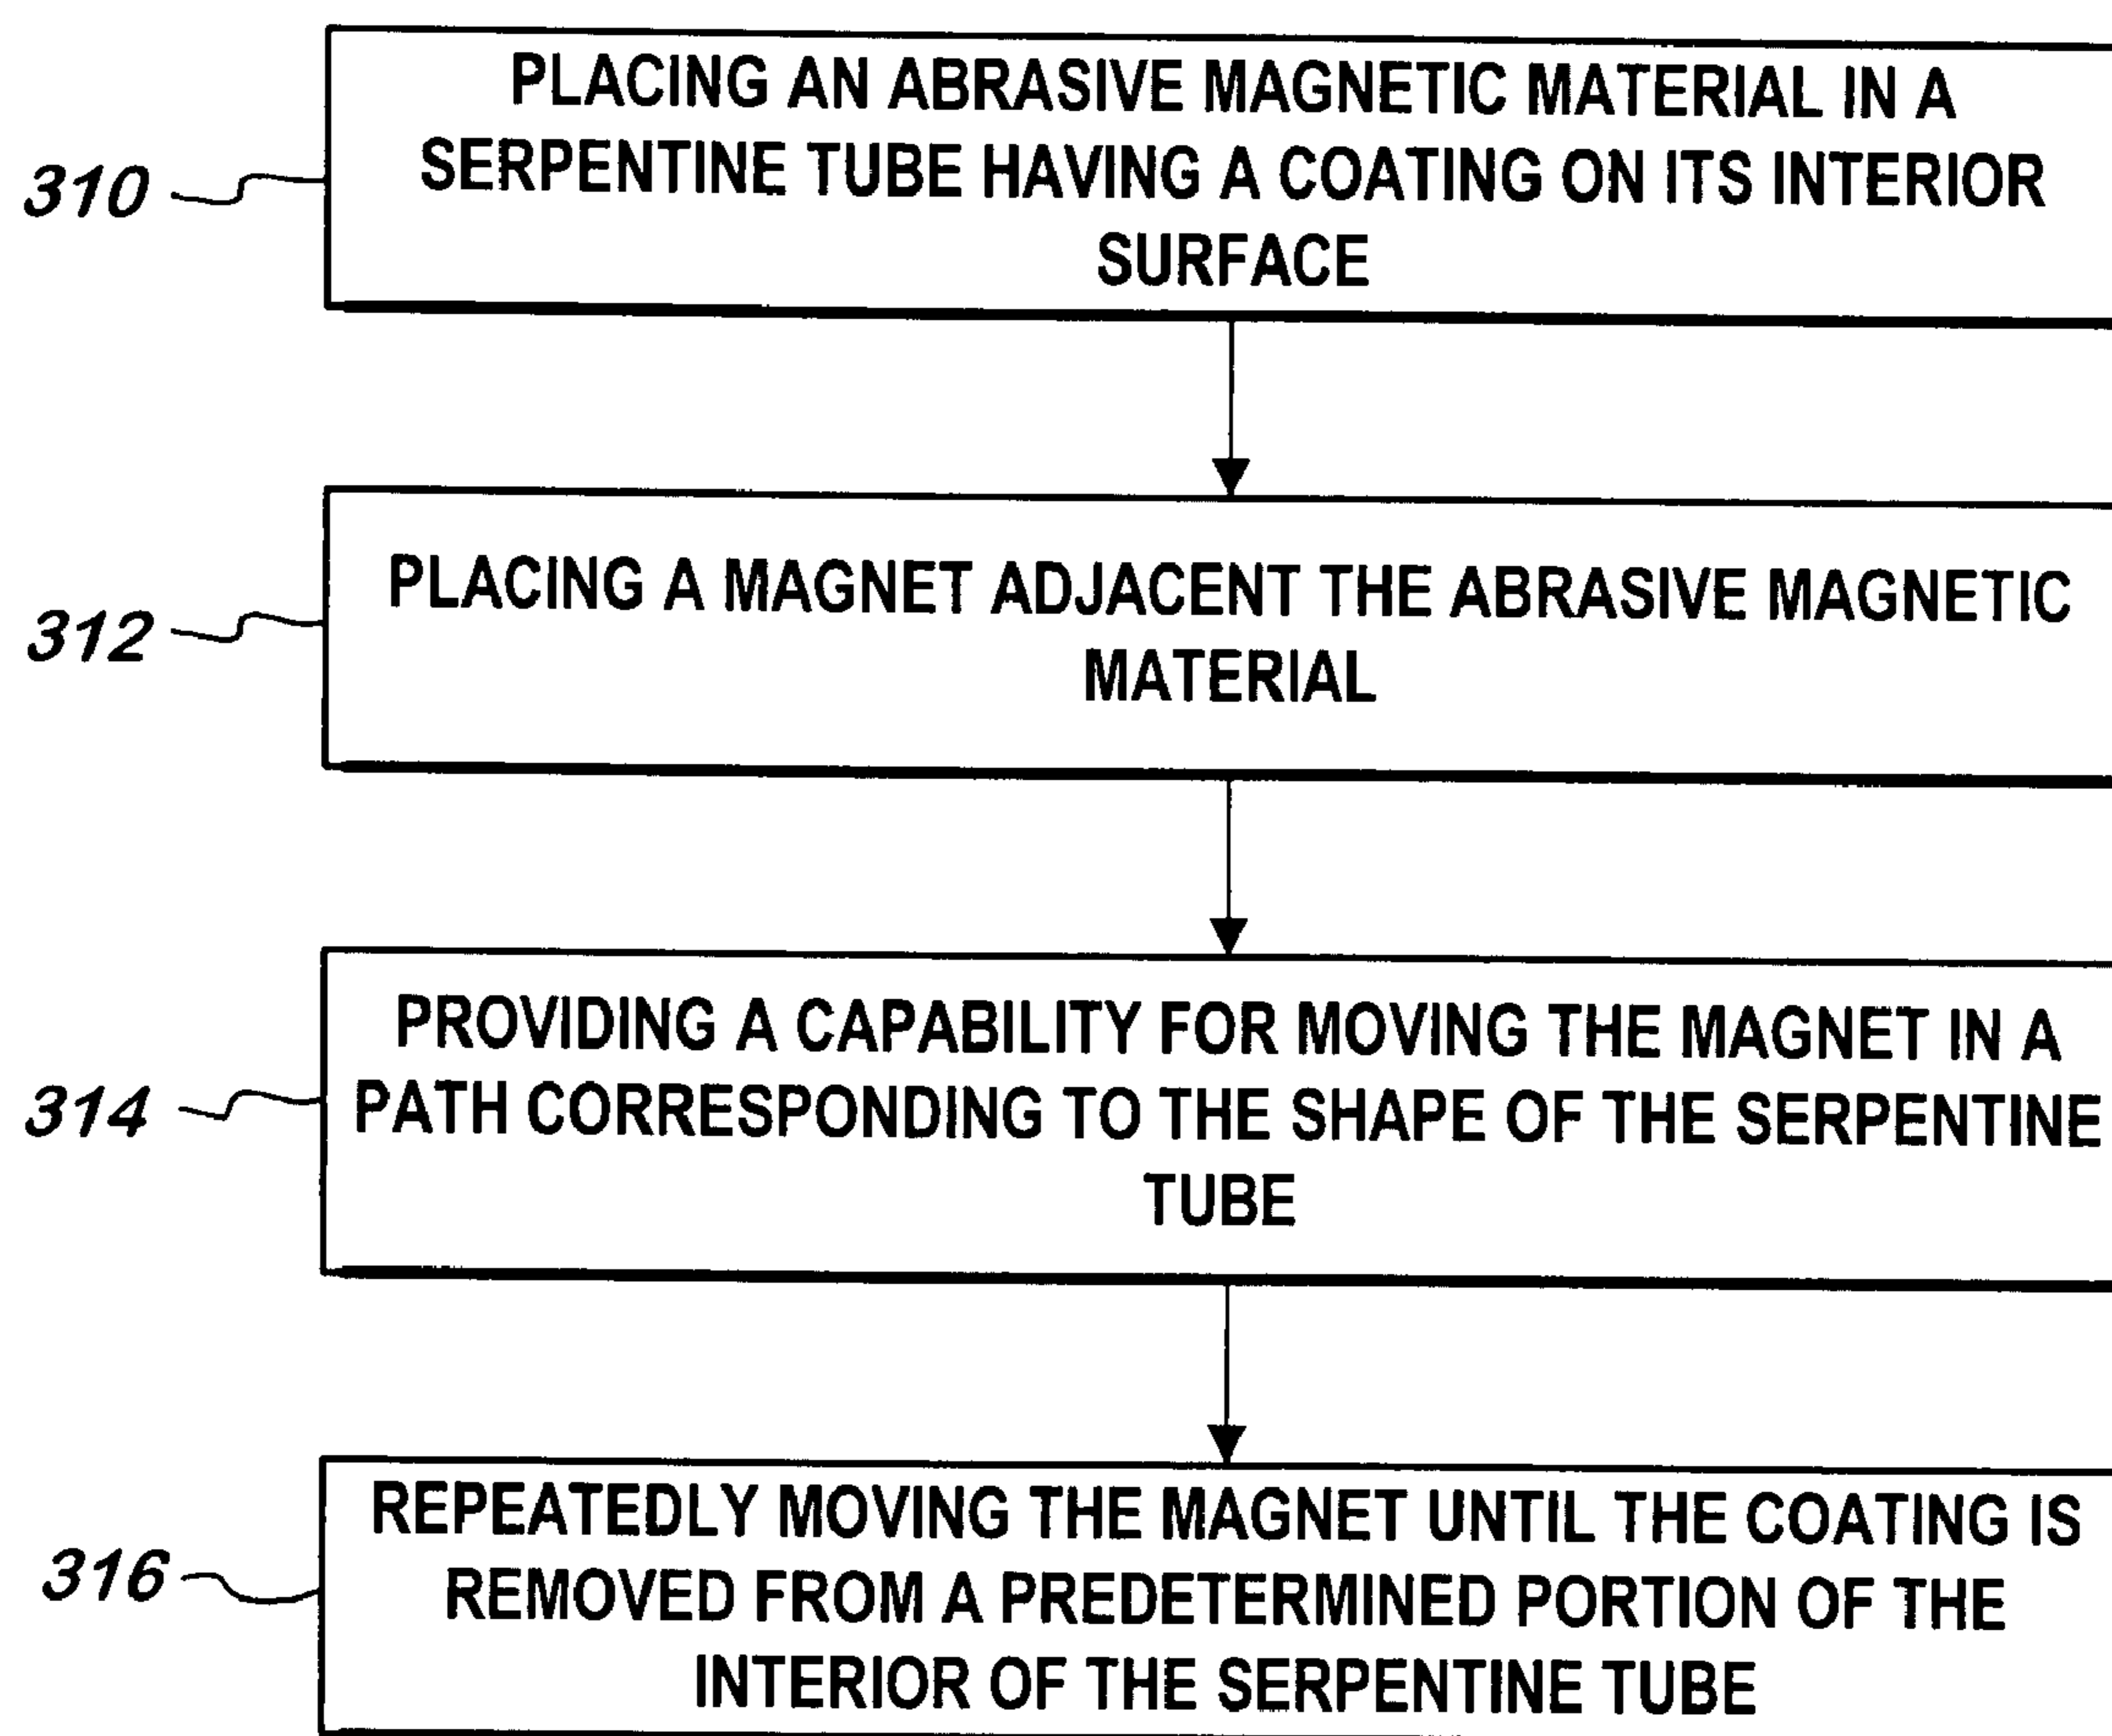 310
PLACING AN ABRASIVE MAGNETIC MATERIAL IN A
SERPENTINE TUBE HAVING A COATING ON ITS INTERIOR
SURFACE
312
PLACING A MAGNET ADJACENT THE ABRASIVE MAGNETIC
MATERIAL
314
PROVIDING A CAPABILITY FOR MOVING THE MAGNET IN A
PATH CORRESPONDING TO THE SHAPE OF THE SERPENTINE
TUBE
316
REPEATEDLY MOVING THE MAGNET UNTIL THE COATING IS
REMOVED FROM A PREDETERMINED PORTION OF THE
INTERIOR OF THE SERPENTINE TUBE